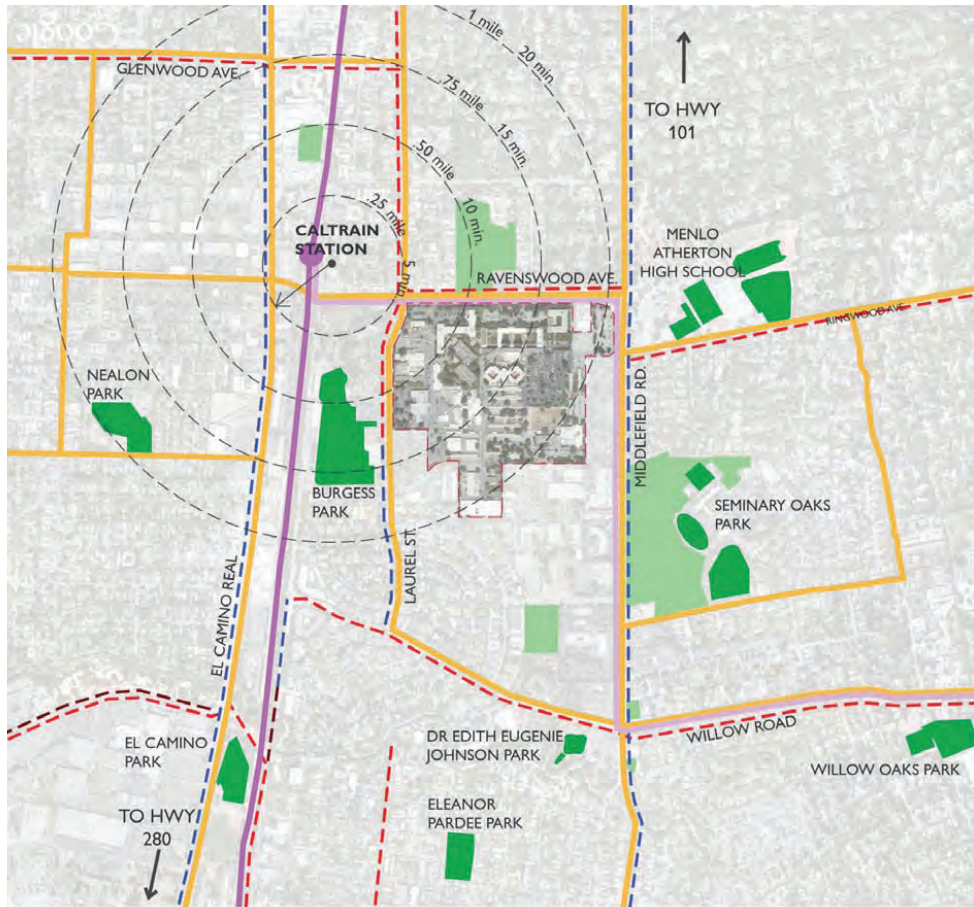 Google
1 mile
20 min.
GLENWOOD AVE.
75 mile
15 min.
TO HWY
101
50 mile
10 min.
25 mile
5 min.
CALTRAIN
STATION
MENLO
ATHERTON
HIGH SCHOOL
RAVENSWOOD AVE.
RINGWOOD AVE.
NEALON
PARK
MIDDLEFIELD RD.
BURGESS
PARK
SEMINARY OAKS
PARK
LAUREL ST.
EL CAMINO REAL
EL CAMINO
PARK
DR EDITH EUGENIE
JOHNSON PARK
WILLOW ROAD
WILLOW OAKS PARK
TO HWY
280
ELEANOR
PARDEE PARK